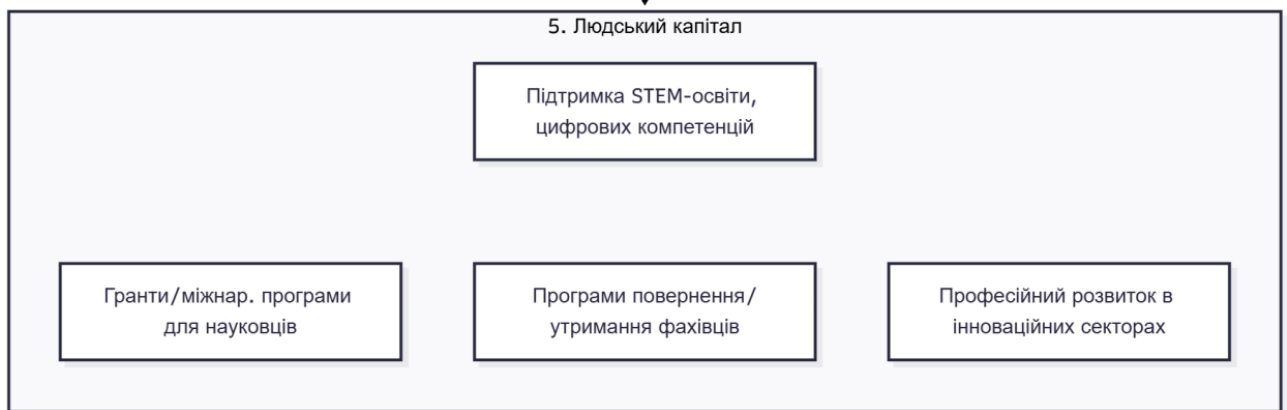 5. Людський капітал
Підтримка STEM-освіти,
цифрових компетенцій
Гранти/міжнар. програми
для науковців
Програми повернення/
утримання фахівців
Професійний розвиток в
інноваційних секторах